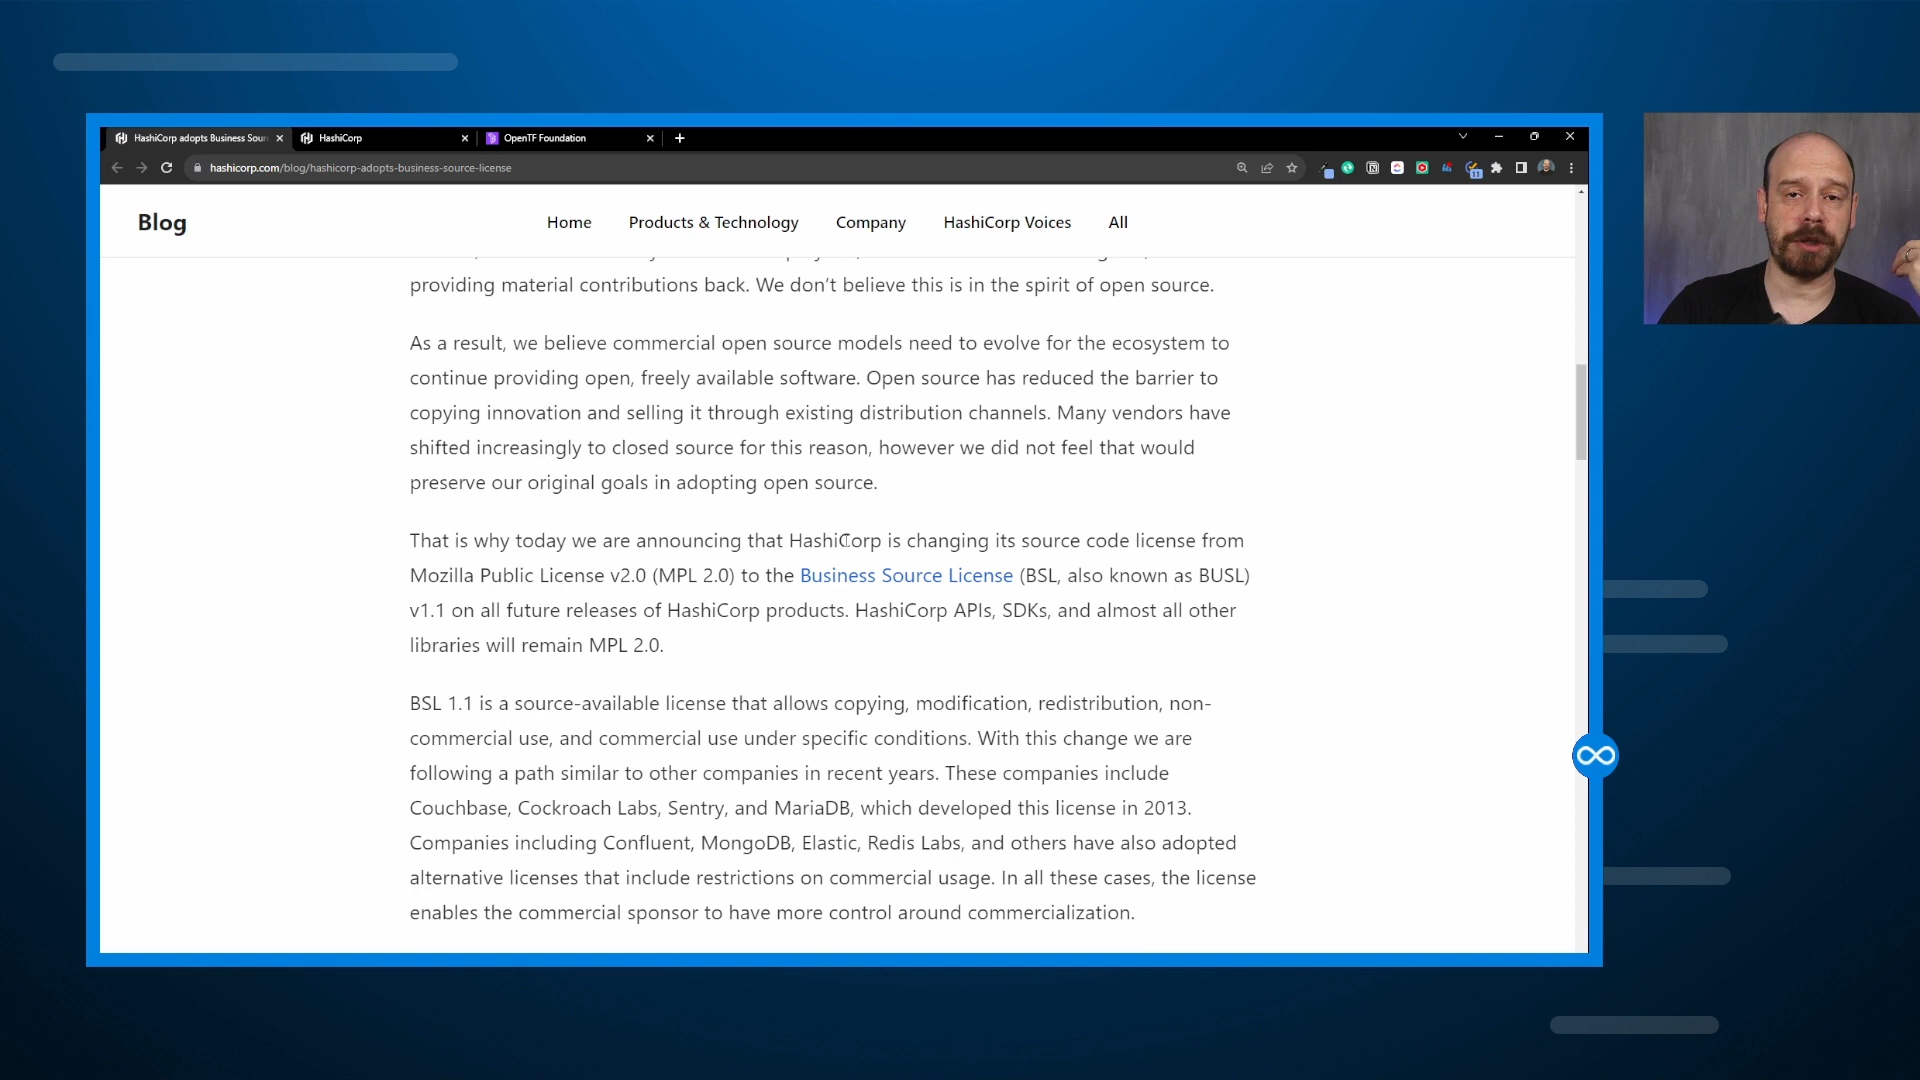 HashiCorp adopts Business Sour
HashiCorp
OpenTF Foundation
hashicorp.com/blog/hashicorp-adopts-business-source-license
11
Blog
Home
Products & Technology
Company
HashiCorp Voices
All
providing material contributions back. We don’t believe this is in the spirit of open source.
As a result, we believe commercial open source models need to evolve for the ecosystem to
continue providing open, freely available software. Open source has reduced the barrier to
copying innovation and selling it through existing distribution channels. Many vendors have
shifted increasingly to closed source for this reason, however we did not feel that would
preserve our original goals in adopting open source.
That is why today we are announcing that HashiCorp is changing its source code license from
Mozilla Public License v2.0 (MPL 2.0) to the Business Source License (BSL, also known as BUSL)
v1.1 on all future releases of HashiCorp products. HashiCorp APIs, SDKs, and almost all other
libraries will remain MPL 2.0.
BSL 1.1 is a source-available license that allows copying, modification, redistribution, non-
commercial use, and commercial use under specific conditions. With this change we are
following a path similar to other companies in recent years. These companies include
Couchbase, Cockroach Labs, Sentry, and MariaDB, which developed this license in 2013.
Companies including Confluent, MongoDB, Elastic, Redis Labs, and others have also adopted
alternative licenses that include restrictions on commercial usage. In all these cases, the license
enables the commercial sponsor to have more control around commercialization.